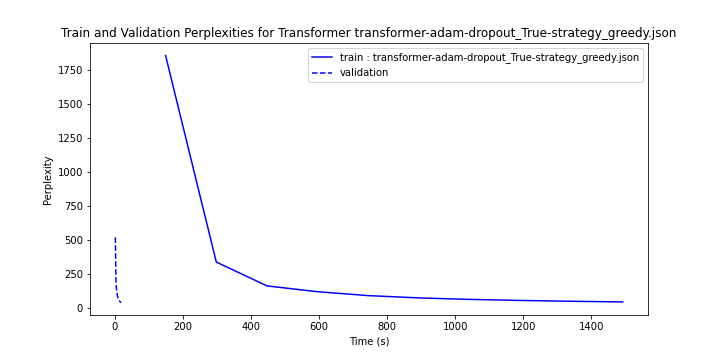 Train and Validation Perplexities for Transformer transformer-adam-dropout_True-strategy_greedy.json
train : transformer-adam-dropout_True-strategy_greedy.json
validation
Perplexity
1750
1500
1250
1000
750
500
250
0
0 200 400 600 800 1000 1200 1400
Time (s)